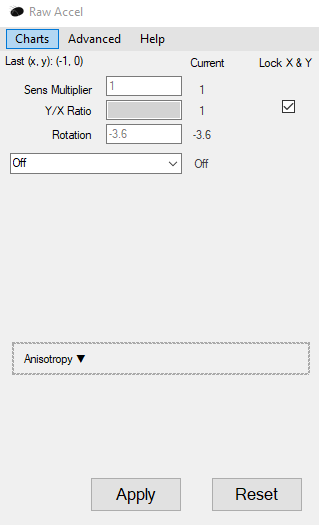 Raw Accel
Charts Advanced Help
Last (x, y): (-1, 0) Current Lock X & Y
Sens Multiplier 1 1
Y/X Ratio 1
Rotation -3.6 -3.6
Off Off
Anisotropy ▼
Apply Reset